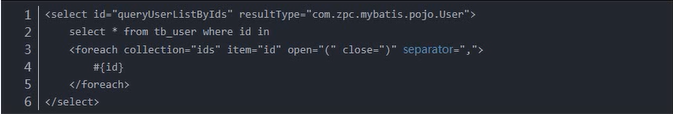 1 <select id="queryUserListByIds" resultType="com.zpc.mybatis.pojo.User">
2     select * from tb_user where id in
3     <foreach collection="ids" item="id" open="(" close=")" separator=",">
4         #{id}
5     </foreach>
6 </select>